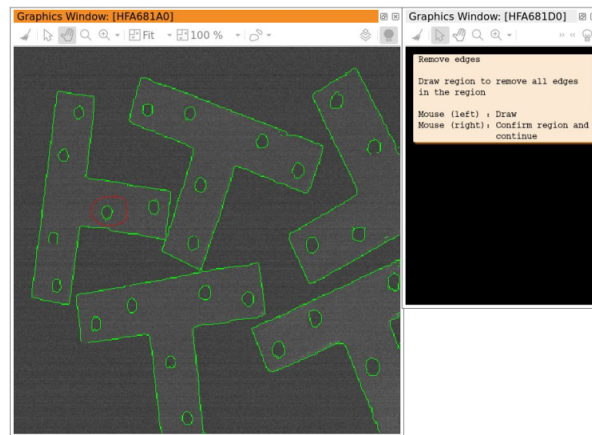 Graphics Window: [HFA681A0]
Fit
100 %
Graphics Window: [HFA681D0]
Remove edges
Draw region to remove all edges
in the region
Mouse (left) : Draw
Mouse (right): Confirm region and
continue